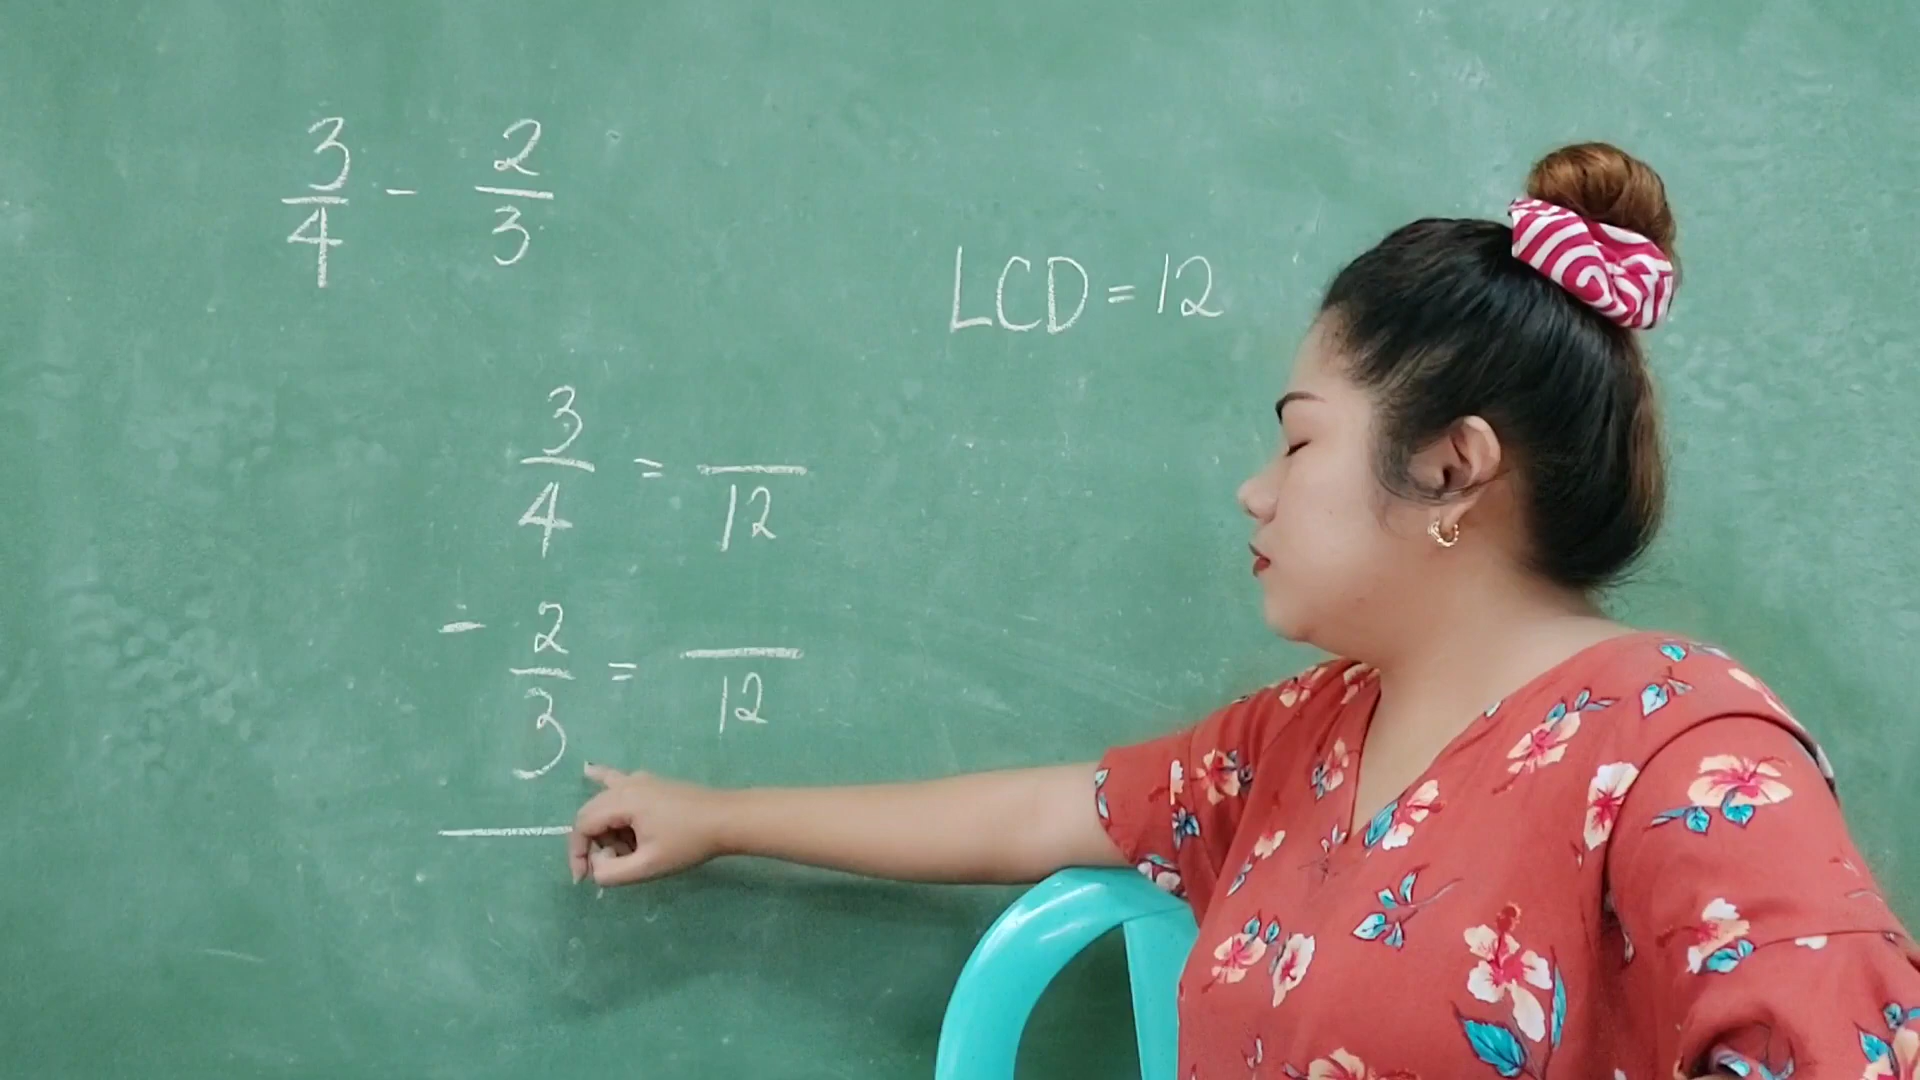 3/4 - 2/3
LCD = 12
3/4 = /12
- 2/3 = /12